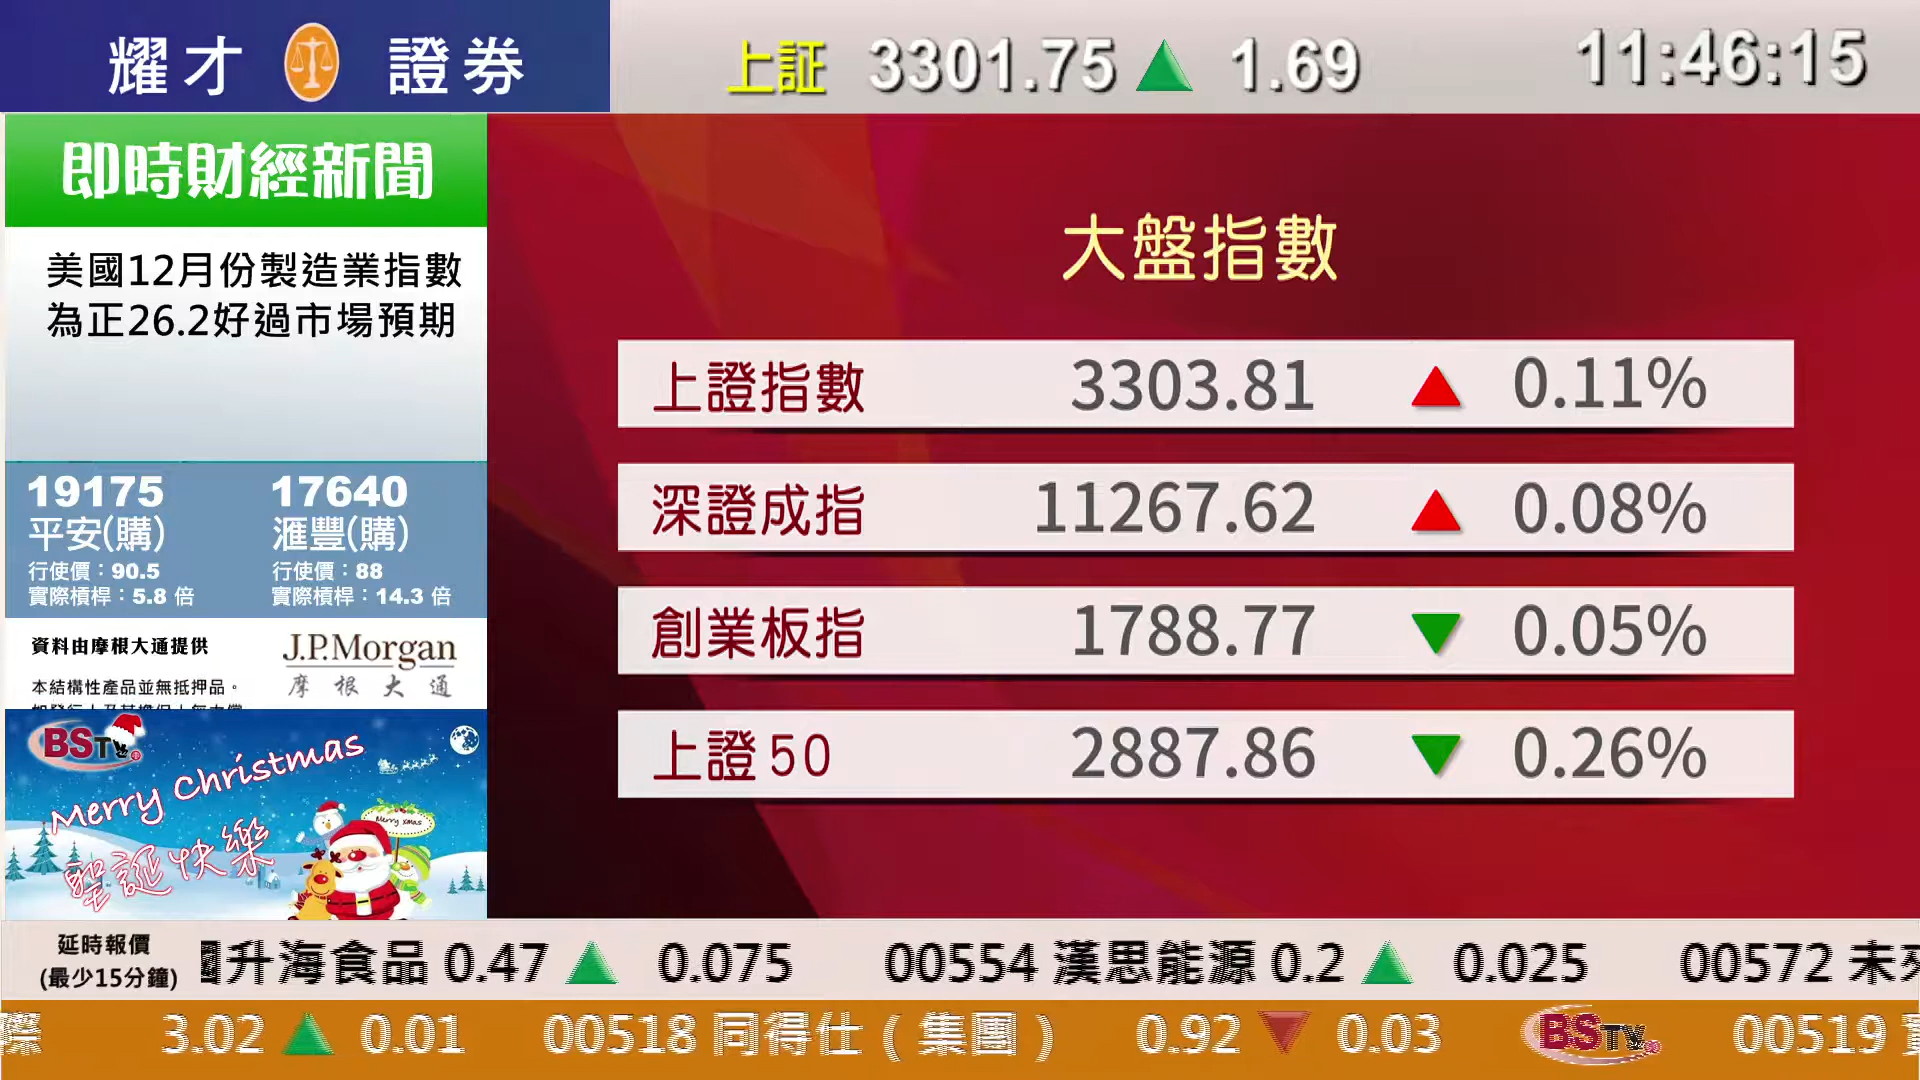 耀才 證券
上証 3301.75 ▲ 1.69
11:46:15
即時財經新聞
美國12月份製造業指數
為正26.2好過市場預期
19175
平安(購)
行使價：90.5
實際槓桿：5.8 倍
17640
滙豐(購)
行使價：88
實際槓桿：14.3 倍
資料由摩根大通提供
本結構性產品並無抵押品。
J.P.Morgan
摩根大通
BSTV
Merry Christmas
聖誕快樂
Merry Xmas
大盤指數
上證指數 3303.81 ▲ 0.11%
深證成指 11267.62 ▲ 0.08%
創業板指 1788.77 ▼ 0.05%
上證50 2887.86 ▼ 0.26%
延時報價
(最少15分鐘)
升海食品 0.47 ▲ 0.075 00554 漢思能源 0.2 ▲ 0.025 00572 未來
際 3.02 ▲ 0.01 00518 同得仕（集團） 0.92 ▼ 0.03 BSTV 00519